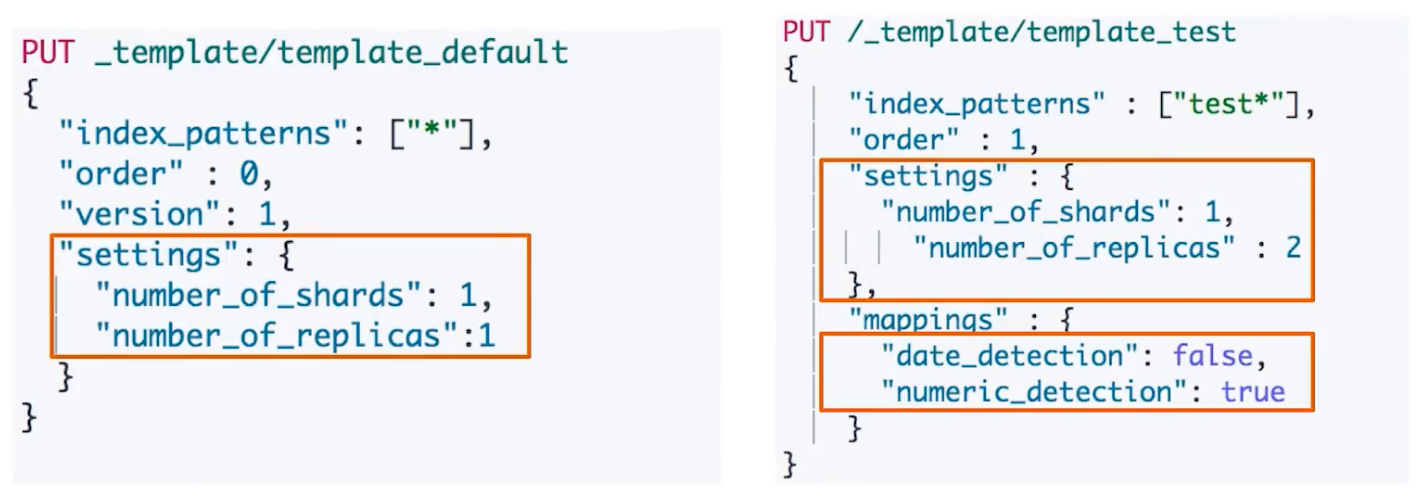 PUT _template/template_default
{
  "index_patterns": ["*"],
  "order" : 0,
  "version": 1,
  "settings": {
    "number_of_shards": 1,
    "number_of_replicas":1
  }
}
PUT /_template/template_test
{
    "index_patterns" : ["test*"],
    "order" : 1,
    "settings" : {
      "number_of_shards": 1,
        "number_of_replicas" : 2
    },
    "mappings" : {
      "date_detection": false,
      "numeric_detection": true
    }
}